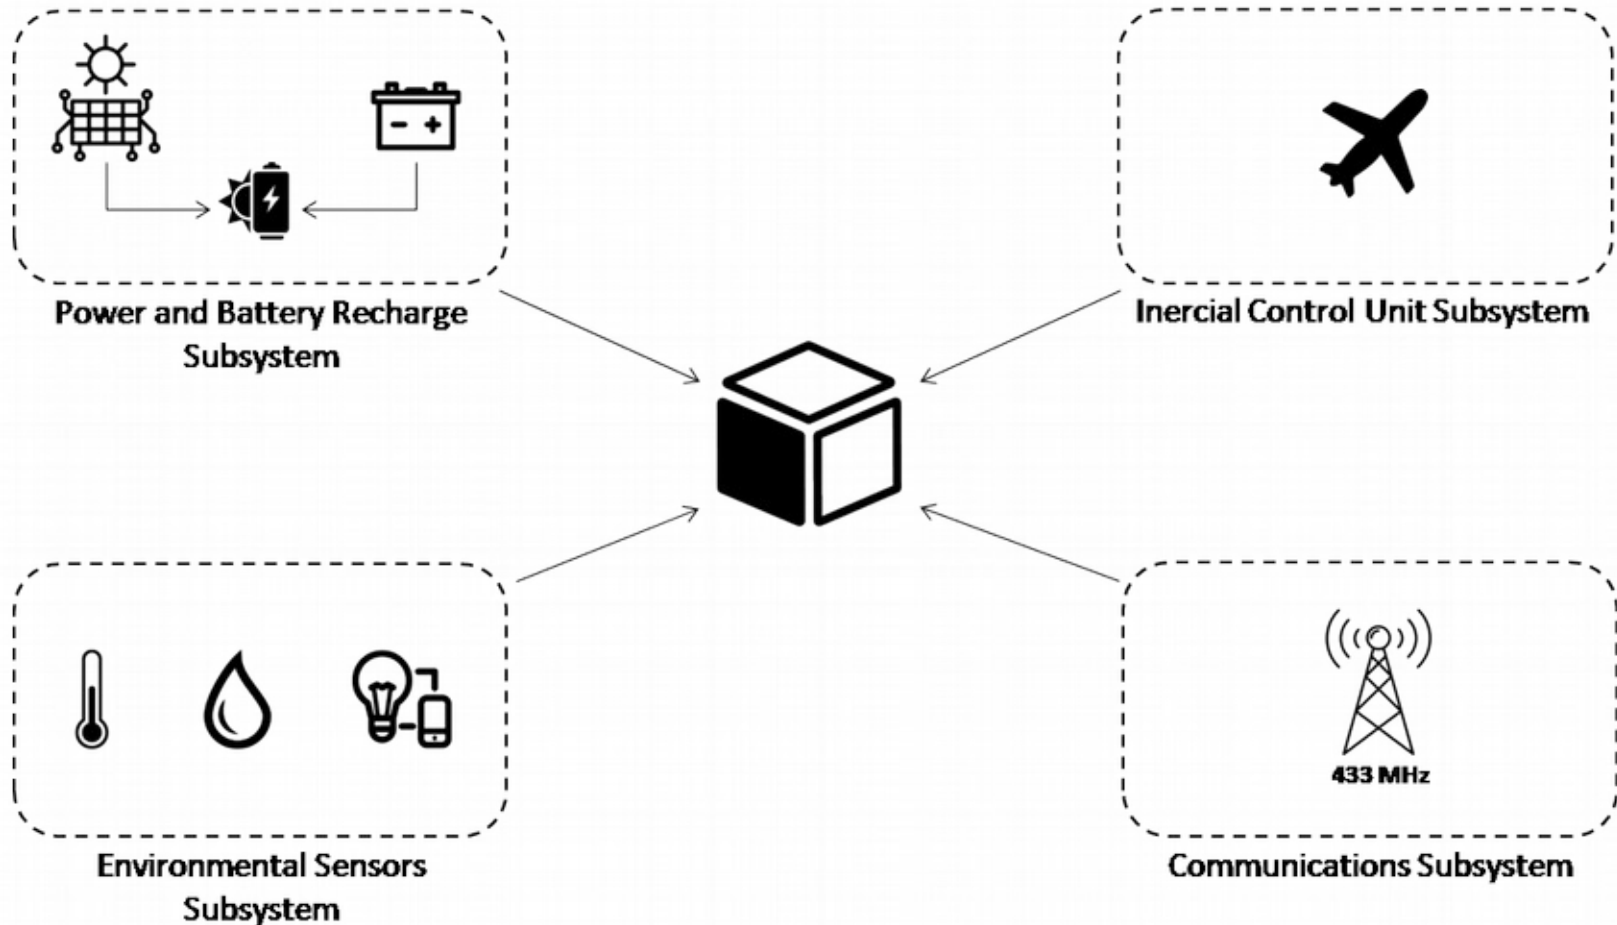 Power and Battery Recharge
Subsystem
Inercial Control Unit Subsystem
433 MHz
Environmental Sensors
Subsystem
Communications Subsystem